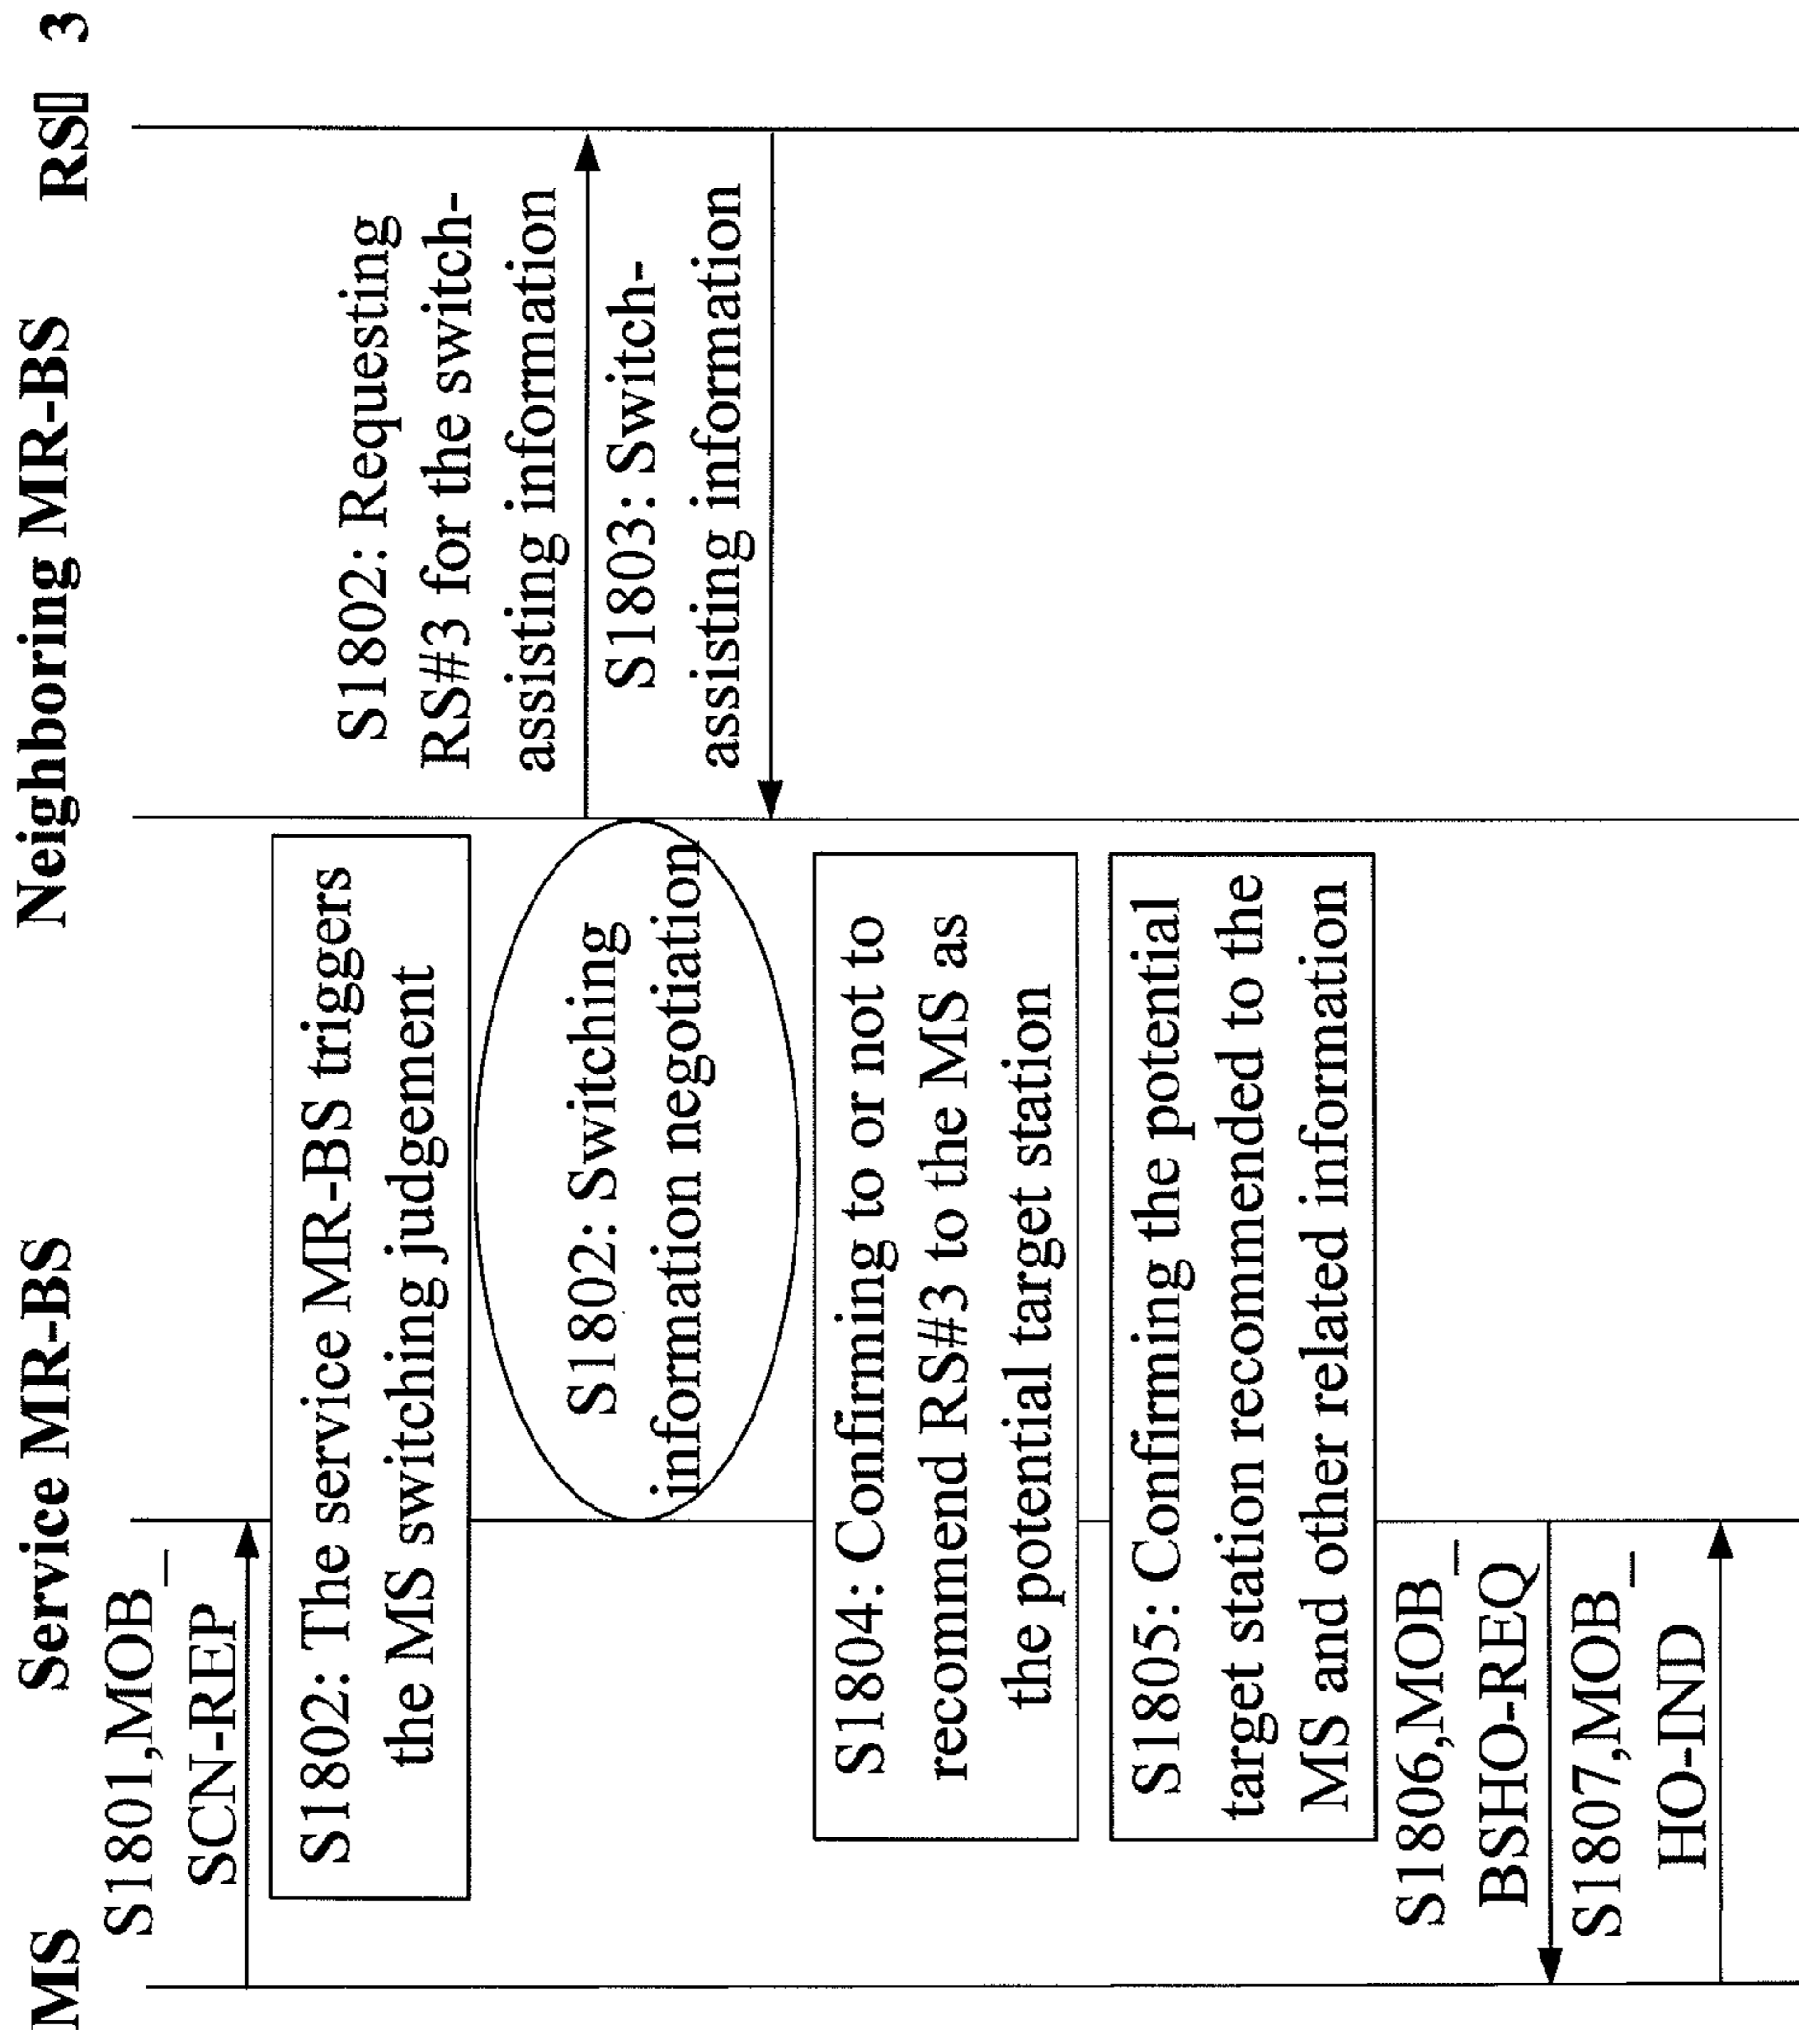 MS
Service MR-BS
Neighboring MR-BS
RS▯ 3
S1801,MOB_
SCN-REP
S1802: The service MR-BS triggers
the MS switching judgement
S1802: Requesting
RS#3 for the switch-
assisting information
S1802: Switching
information negotiation
S1803: Switch-
assisting information
S1804: Confirming to or not to
recommend RS#3 to the MS as
the potential target station
S1805: Confirming the potential
target station recommended to the
MS and other related information
S1806,MOB_
BSHO-REQ
S1807,MOB_
HO-IND